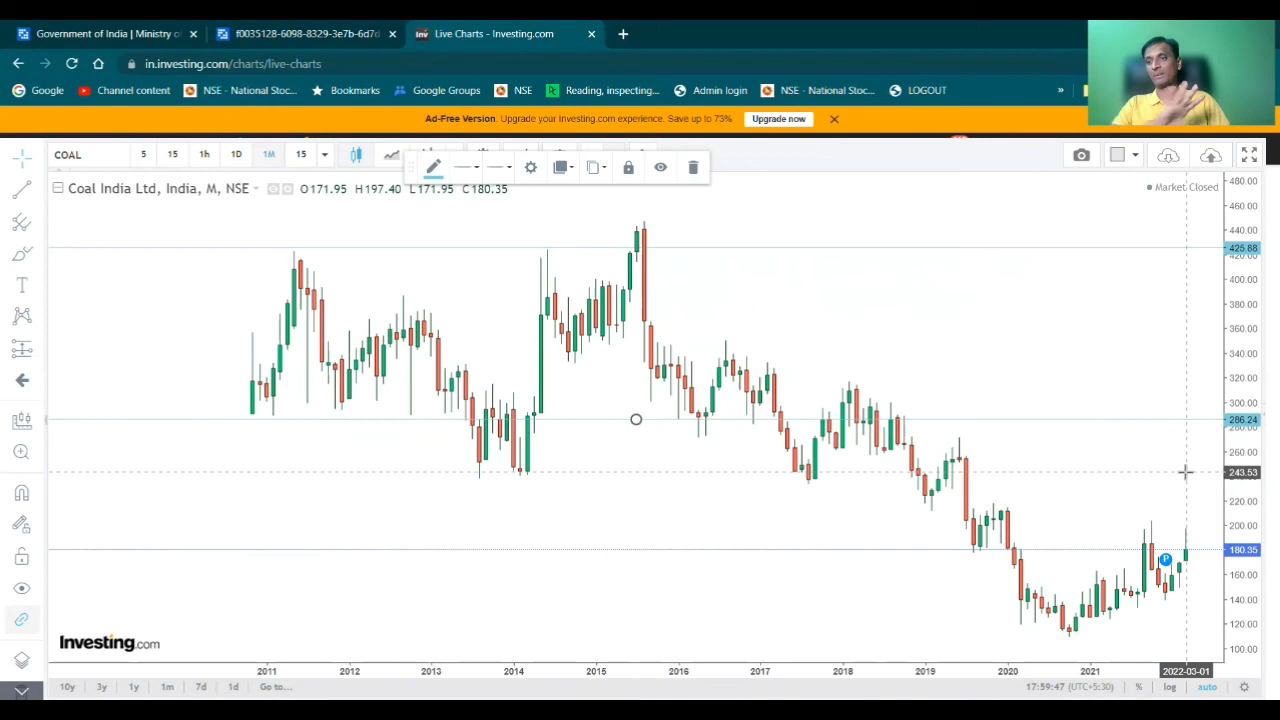 Government of India | Ministry of
f0035128-6098-8329-3e7b-6d7d
Inv Live Charts - Investing.com
in.investing.com/charts/live-charts
Google Channel content NSE - National Stoc... Bookmarks Google Groups NSE Reading, inspecting... Admin login NSE - National Stoc... LOGOUT »
Ad-Free Version. Upgrade your Investing.com experience. Save up to 73% Upgrade now
COAL 5 15 1h 1D 1M 15
Coal India Ltd, India, M, NSE O171.95 H197.40 L171.95 C180.35
Market Closed
480.00
460.00
440.00
425.88
420.00
400.00
380.00
360.00
340.00
320.00
300.00
286.24
280.00
260.00
243.53
220.00
200.00
180.35
160.00
140.00
120.00
100.00
P
Investing.com
2011 2012 2013 2014 2015 2016 2017 2018 2019 2020 2021 2022-03-01
10y 3y 1y 1m 7d 1d Go to... 17:59:47 (UTC+5:30) % log auto